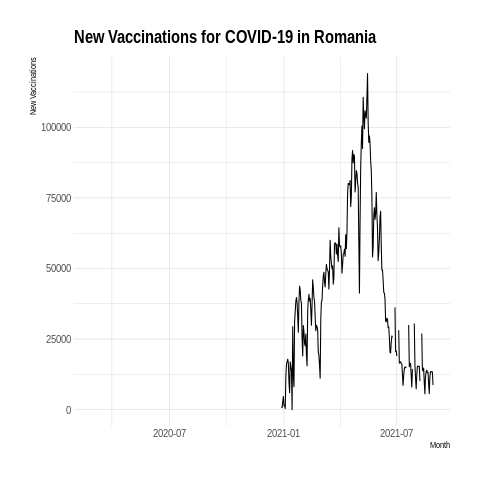 New Vaccinations for COVID-19 in Romania
New Vaccinations
100000
75000
50000
25000
0
2020-07
2021-01
2021-07
Month